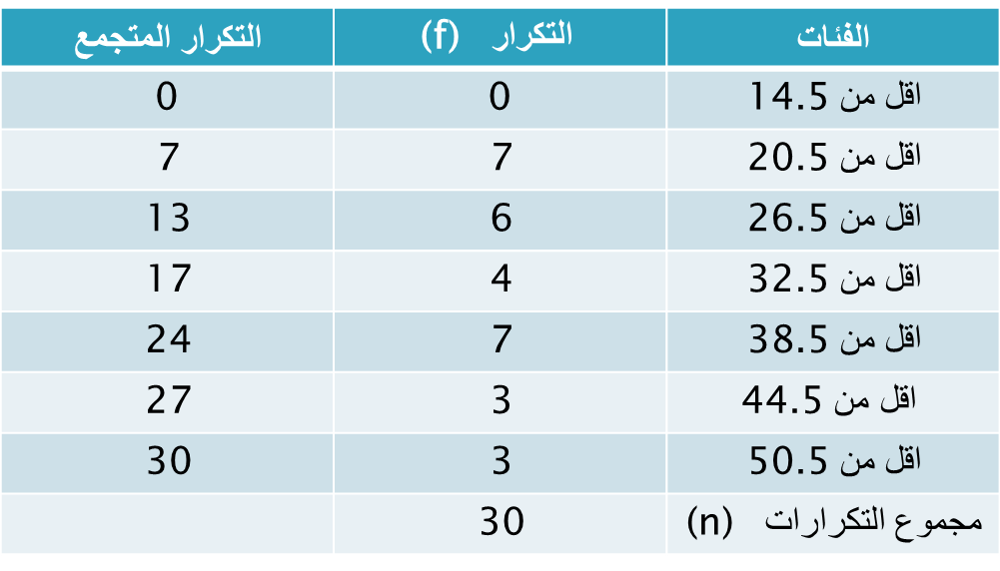 الفئات التكرار (f) التكرار المتجمع
اقل من 14.5 0 0
اقل من 20.5 7 7
اقل من 26.5 6 13
اقل من 32.5 4 17
اقل من 38.5 7 24
اقل من 44.5 3 27
اقل من 50.5 3 30
مجموع التكرارات (n) 30